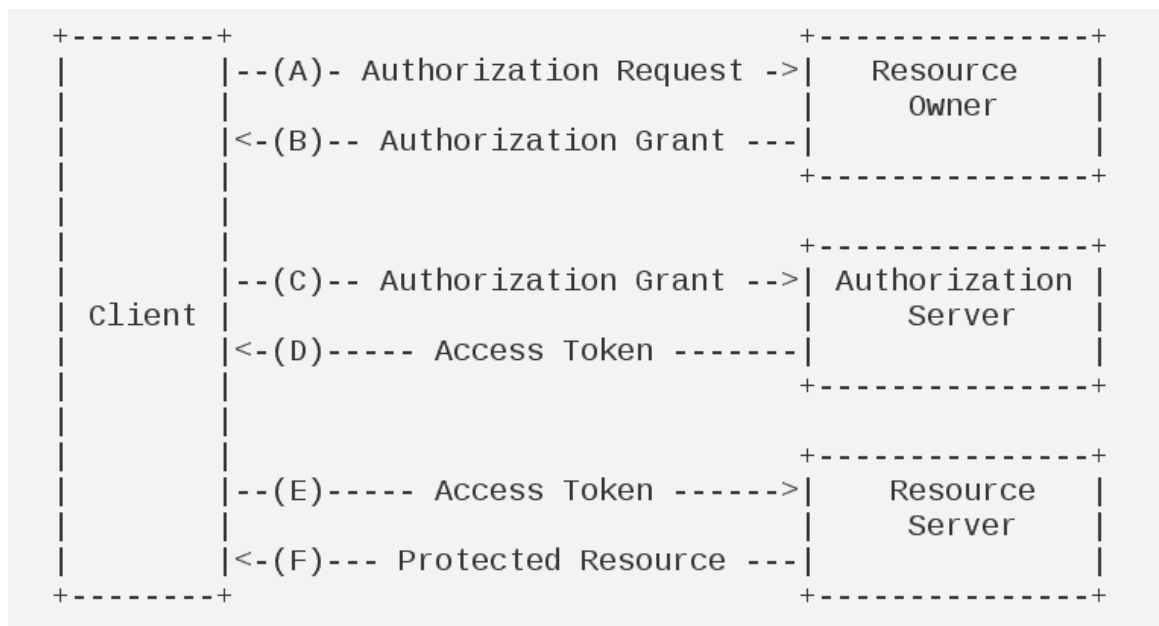 +--------+                               +---------------+
|        |--(A)- Authorization Request ->|   Resource    |
|        |                               |     Owner     |
|        |<-(B)-- Authorization Grant ---|               |
|        |                               +---------------+
|        |
|        |                               +---------------+
|        |--(C)-- Authorization Grant -->| Authorization |
| Client |                               |     Server    |
|        |<-(D)----- Access Token -------|               |
|        |                               +---------------+
|        |
|        |                               +---------------+
|        |--(E)----- Access Token ------>|    Resource   |
|        |                               |     Server    |
|        |<-(F)--- Protected Resource ---|               |
+--------+                               +---------------+